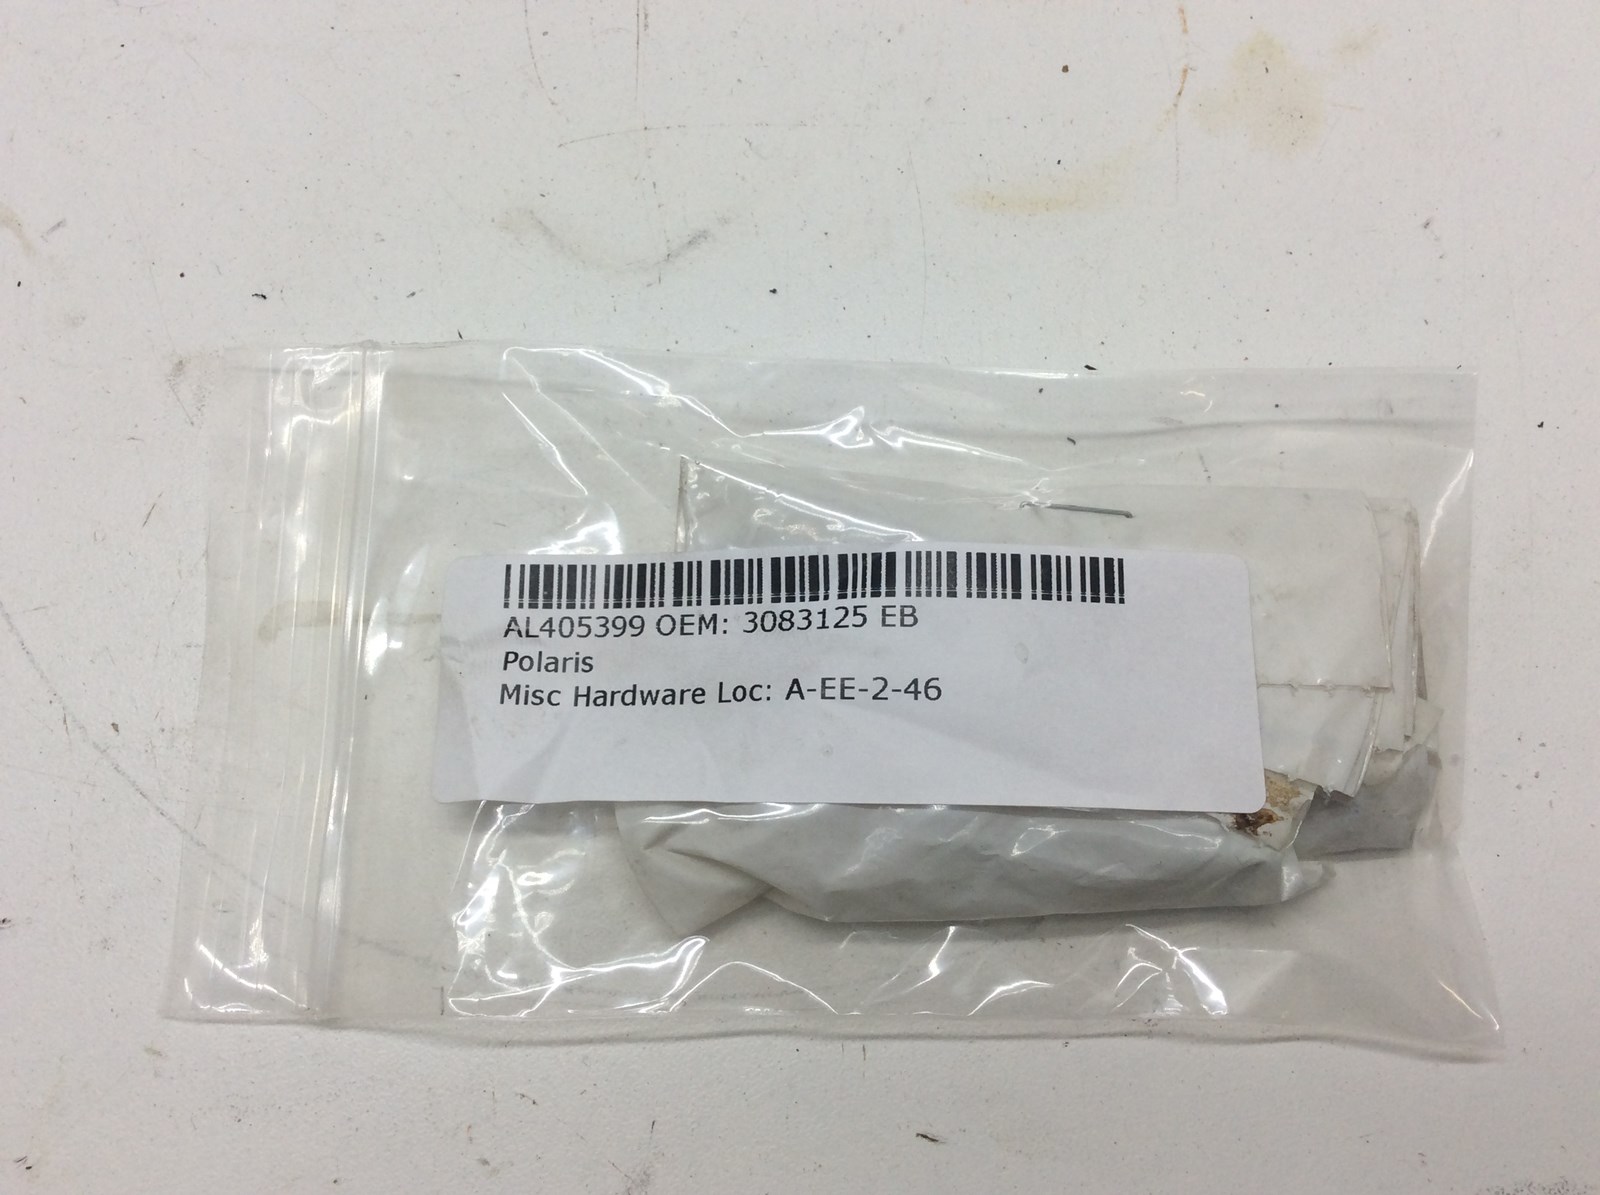 AL405399 OEM: 3083125 EB
Polaris
Misc Hardware Loc: A-EE-2-46